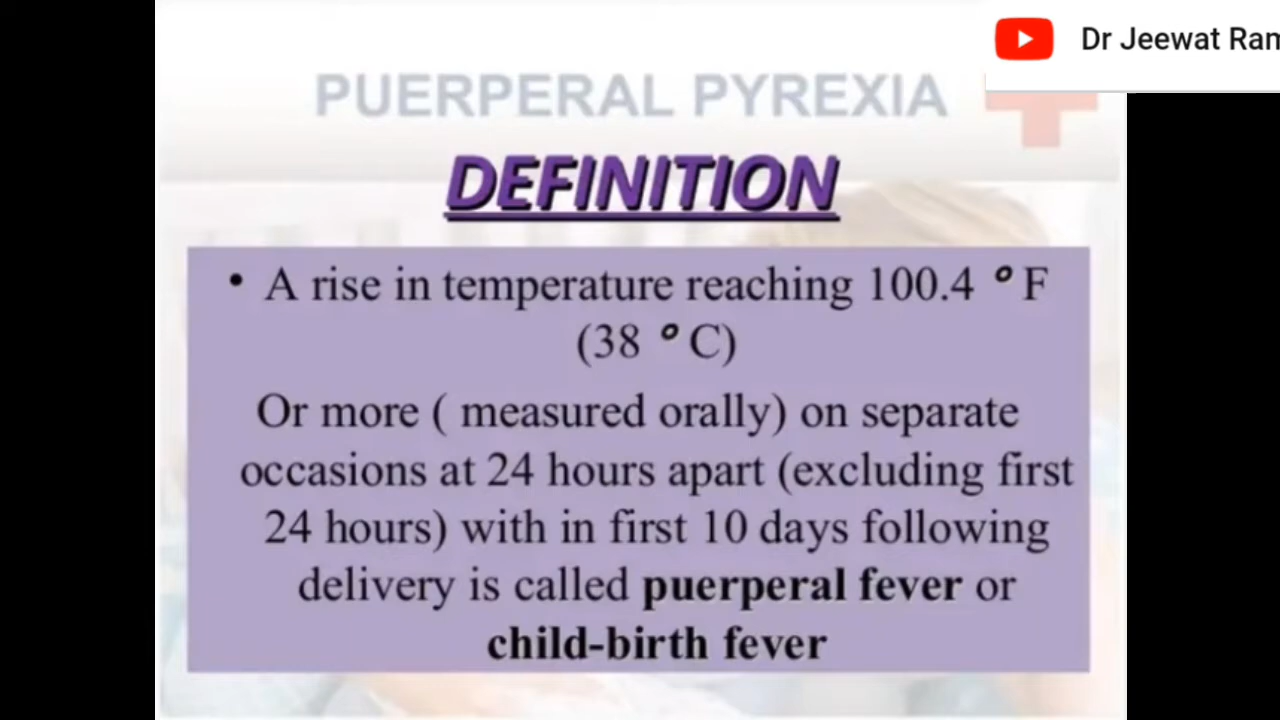 Dr Jeewat Ram
PUERPERAL PYREXIA
DEFINITION
• A rise in temperature reaching 100.4 º F
(38 º C)
Or more ( measured orally) on separate
occasions at 24 hours apart (excluding first
24 hours) with in first 10 days following
delivery is called puerperal fever or
child-birth fever